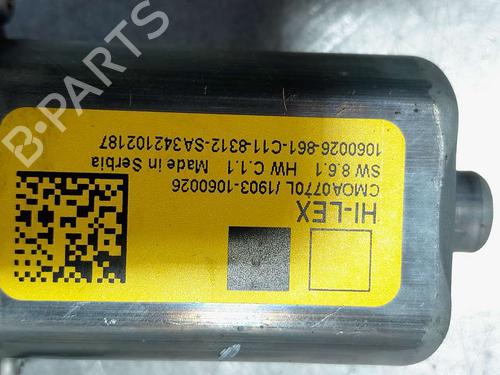 HI-LEX
CMOA0770L /1903-1060026
SW 8.6.1 HW C.1.1 Made in Serbia
1060026-861-C11-8312-SA342102187
B-PARTS